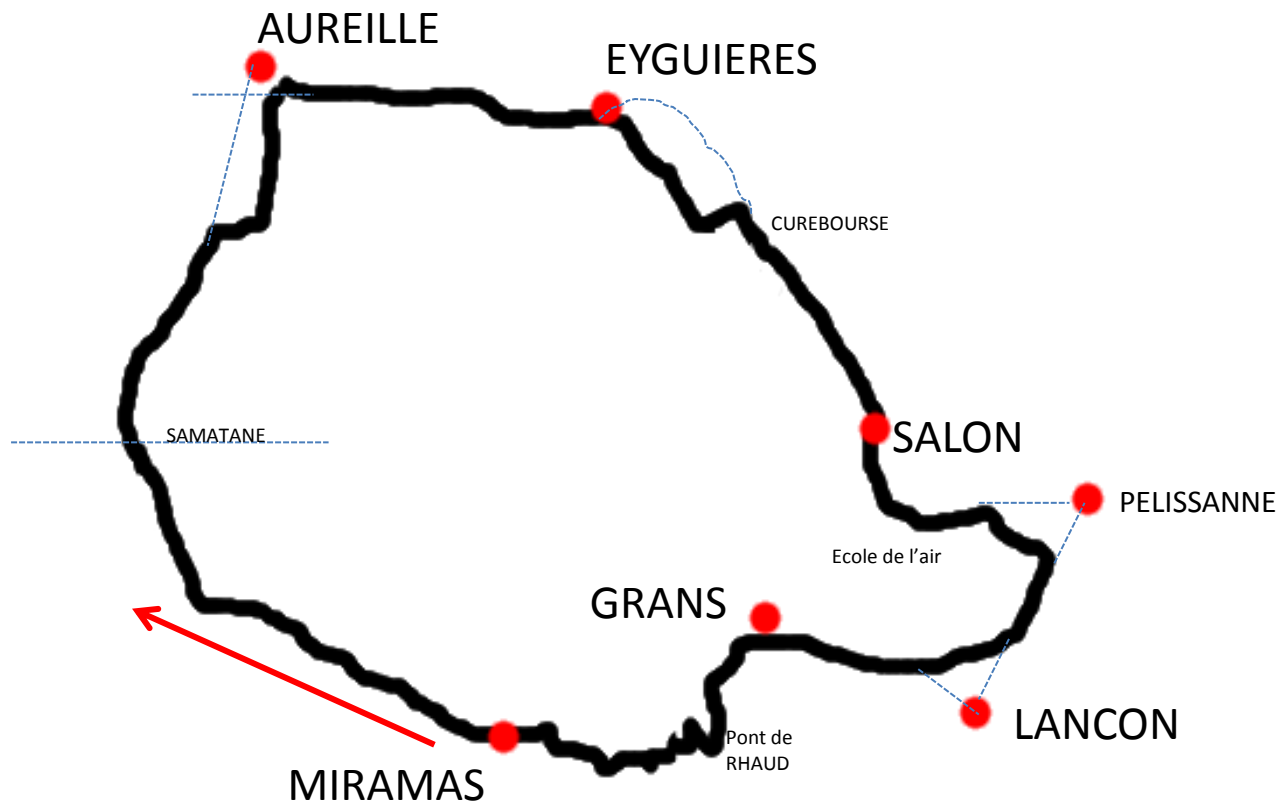 AUREILLE
EYGUIERES
CUREBOURSE
SAMATANE
SALON
PELISSANNE
Ecole de l’air
GRANS
LANCON
Pont de
RHAUD
MIRAMAS